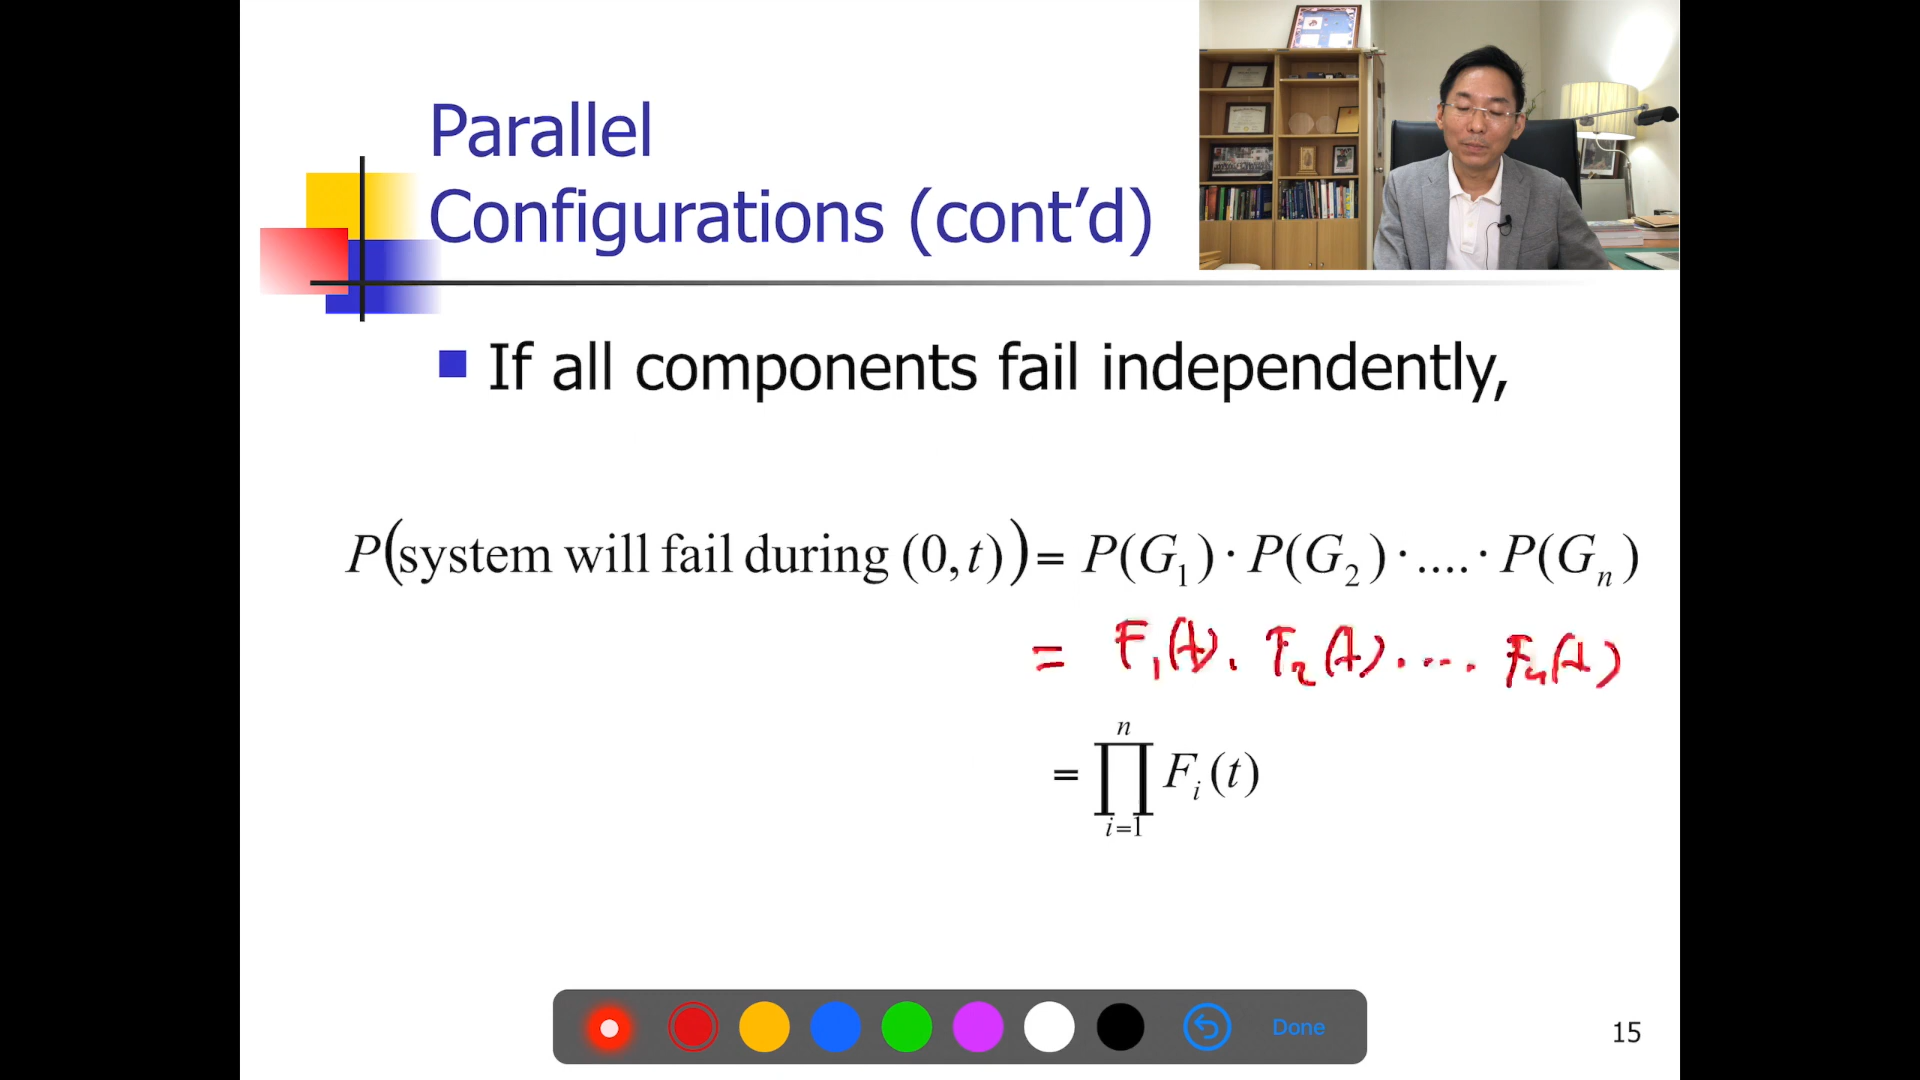 Parallel
Configurations (cont’d)
If all components fail independently,
P(system will fail during (0, t)) = P(G₁) · P(G₂) · .... · P(Gₙ)
= F₁(t) . F₂(t) . ... . Fₙ(t)
= ∏ⁿᵢ₌₁ Fᵢ(t)
Done
15